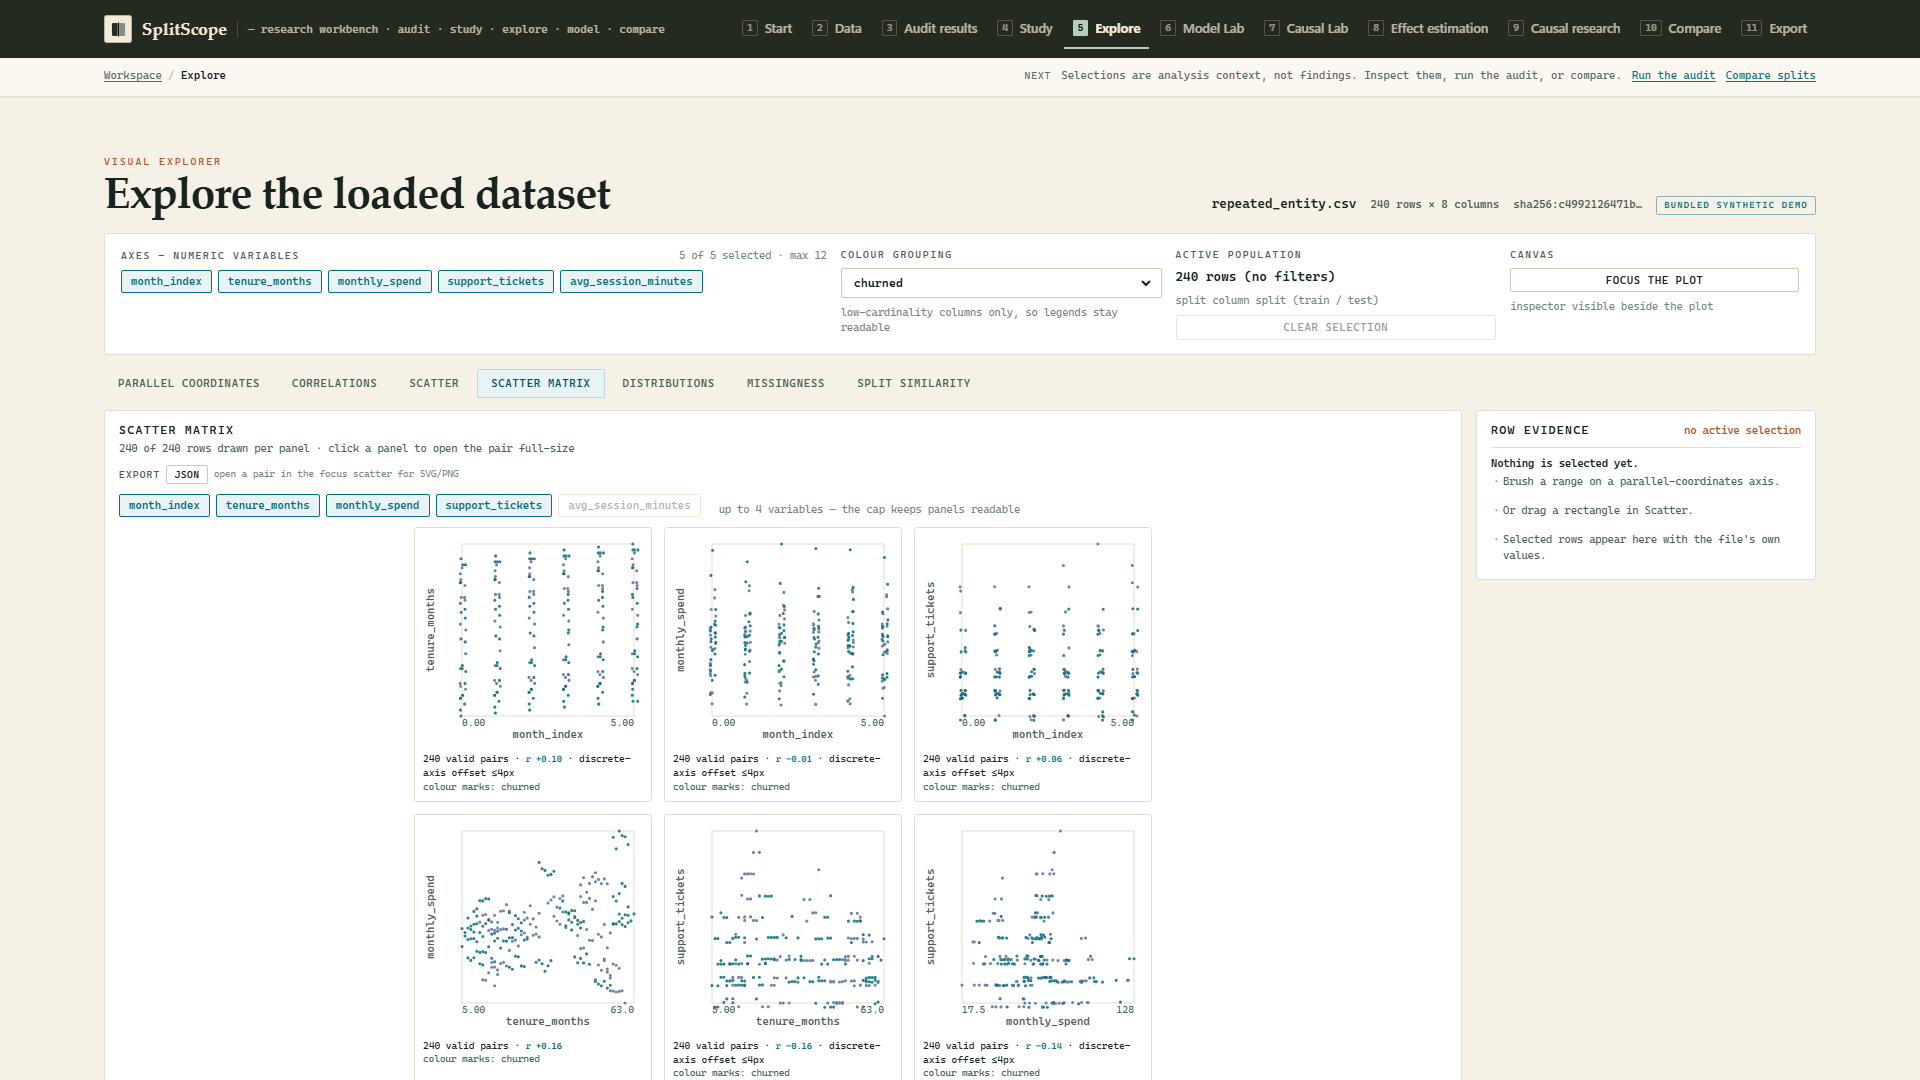 SplitScope — research workbench · audit · study · explore · model · compare
1 Start 2 Data 3 Audit results 4 Study 5 Explore 6 Model Lab 7 Causal Lab 8 Effect estimation 9 Causal research 10 Compare 11 Export
Workspace / Explore
NEXT Selections are analysis context, not findings. Inspect them, run the audit, or compare. Run the audit Compare splits
VISUAL EXPLORER
Explore the loaded dataset
repeated_entity.csv 240 rows × 8 columns sha256:c4992126471b… BUNDLED SYNTHETIC DEMO
AXES — NUMERIC VARIABLES 5 of 5 selected · max 12
month_index tenure_months monthly_spend support_tickets avg_session_minutes
COLOUR GROUPING
churned
low-cardinality columns only, so legends stay
readable
ACTIVE POPULATION
240 rows (no filters)
split column split (train / test)
CLEAR SELECTION
CANVAS
FOCUS THE PLOT
inspector visible beside the plot
PARALLEL COORDINATES CORRELATIONS SCATTER SCATTER MATRIX DISTRIBUTIONS MISSINGNESS SPLIT SIMILARITY
SCATTER MATRIX
240 of 240 rows drawn per panel · click a panel to open the pair full-size
EXPORT JSON open a pair in the focus scatter for SVG/PNG
month_index tenure_months monthly_spend support_tickets avg_session_minutes up to 4 variables — the cap keeps panels readable
tenure_months
0.00 5.00
month_index
240 valid pairs · r +0.10 · discrete-
axis offset ≤4px
colour marks: churned
monthly_spend
0.00 5.00
month_index
240 valid pairs · r −0.01 · discrete-
axis offset ≤4px
colour marks: churned
support_tickets
0.00 5.00
month_index
240 valid pairs · r +0.06 · discrete-
axis offset ≤4px
colour marks: churned
monthly_spend
5.00 63.0
tenure_months
240 valid pairs · r +0.16
colour marks: churned
support_tickets
5.00 63.0
tenure_months
240 valid pairs · r −0.16 · discrete-
axis offset ≤4px
colour marks: churned
support_tickets
17.5 128
monthly_spend
240 valid pairs · r −0.14 · discrete-
axis offset ≤4px
colour marks: churned
ROW EVIDENCE no active selection
Nothing is selected yet.
· Brush a range on a parallel-coordinates axis.
· Or drag a rectangle in Scatter.
· Selected rows appear here with the file's own
values.